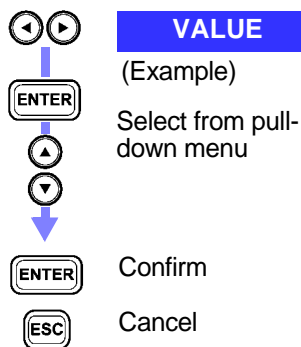 VALUE
(Example)
ENTER
Select from pull-
down menu
ENTER
Confirm
ESC
Cancel